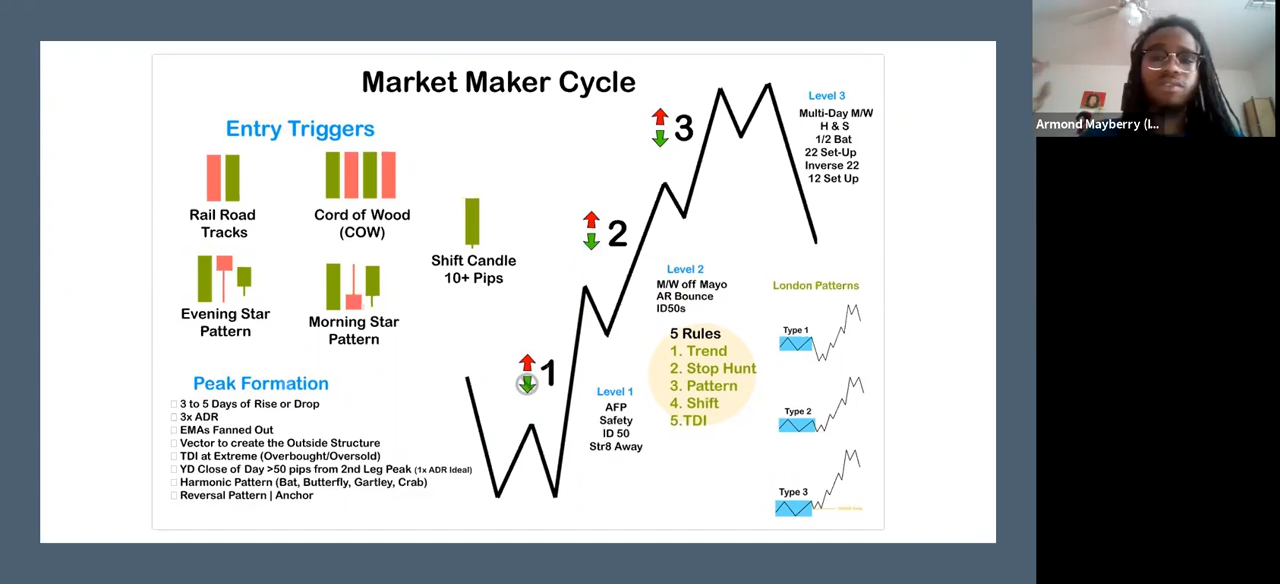 Market Maker Cycle
Entry Triggers
Rail Road
Tracks
Cord of Wood
(COW)
Shift Candle
10+ Pips
Evening Star
Pattern
Morning Star
Pattern
Peak Formation
3 to 5 Days of Rise or Drop
3x ADR
EMAs Fanned Out
Vector to create the Outside Structure
TDI at Extreme (Overbought/Oversold)
YD Close of Day >50 pips from 2nd Leg Peak (1x ADR Ideal)
Harmonic Pattern (Bat, Butterfly, Gartley, Crab)
Reversal Pattern | Anchor
1
Level 1
AFP
Safety
ID 50
Str8 Away
2
Level 2
M/W off Mayo
AR Bounce
ID50s
5 Rules
1. Trend
2. Stop Hunt
3. Pattern
4. Shift
5.TDI
3
Level 3
Multi-Day M/W
H & S
1/2 Bat
22 Set-Up
Inverse 22
12 Set Up
London Patterns
Type 1
Type 2
Type 3
Armond Mayberry (I...